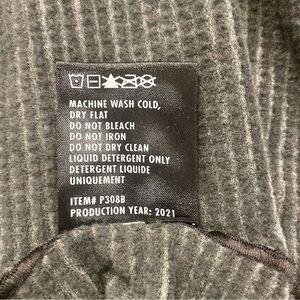 MACHINE WASH COLD,
DRY FLAT
DO NOT BLEACH
DO NOT IRON
DO NOT DRY CLEAN
LIQUID DETERGENT ONLY
DETERGENT LIQUIDE
UNIQUEMENT
ITEM# P308B
PRODUCTION YEAR: 2021